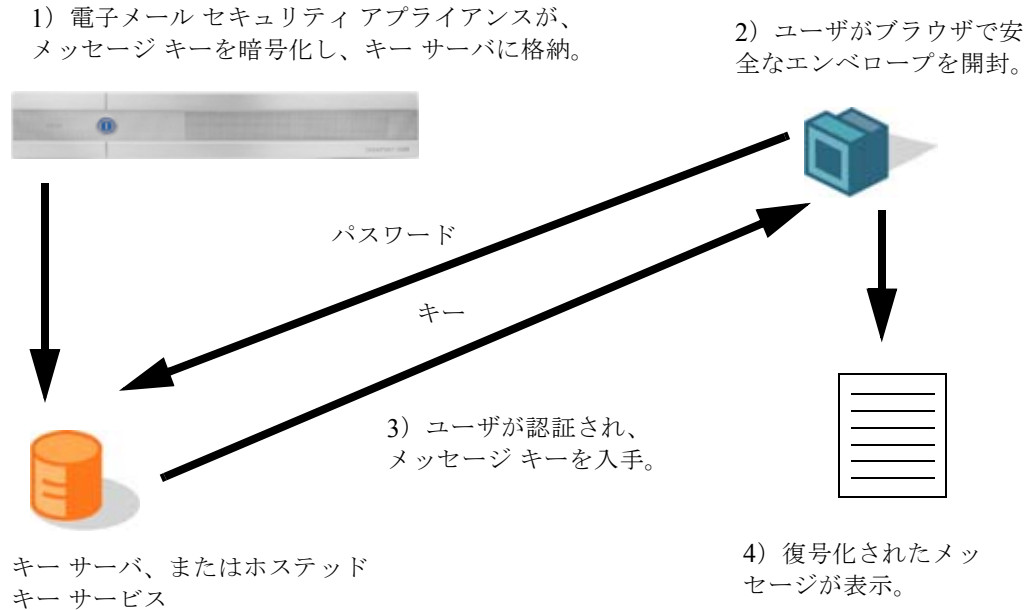 1）電子メール セキュリティ アプライアンスが、
メッセージ キーを暗号化し、キー サーバに格納。
2）ユーザがブラウザで安
全なエンベロープを開封。
パスワード
キー
3）ユーザが認証され、
メッセージ キーを入手。
キー サーバ、またはホステッド
キー サービス
4）復号化されたメッ
セージが表示。